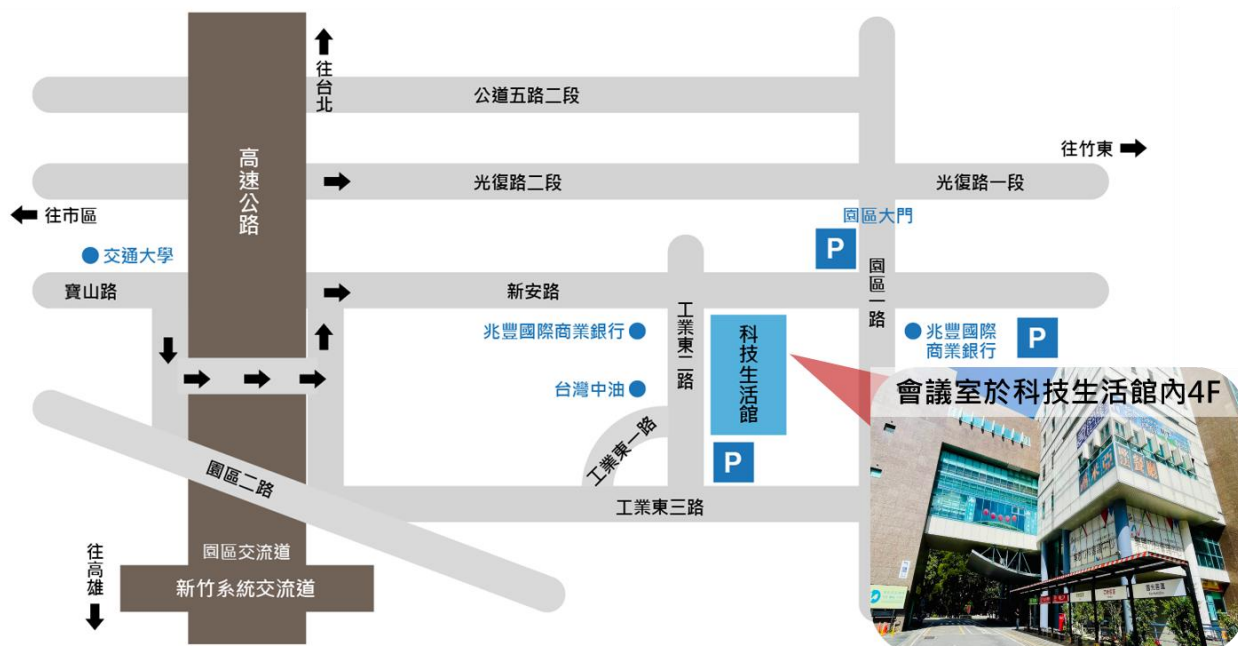 往台北
公道五路二段
高速公路
往竹東
光復路二段
光復路一段
往市區
園區大門
交通大學
P
園區一路
寶山路
新安路
工業東二路
兆豐國際商業銀行
科技生活館
兆豐國際
商業銀行
P
台灣中油
會議室於科技生活館內4F
工業東一路
P
園區二路
工業東三路
往高雄
園區交流道
新竹系統交流道